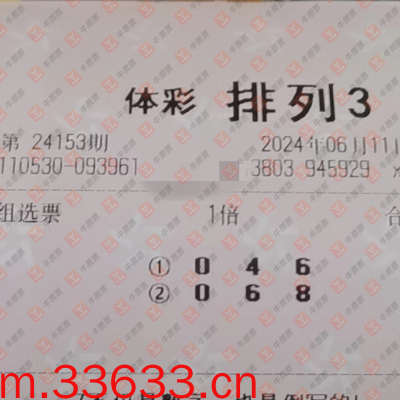 体彩 排列3
第 24153期 2024年06月11
110530-093961 3803 945929
组选票 1倍 合
① 0 4 6
② 0 6 8
m.33633.cn